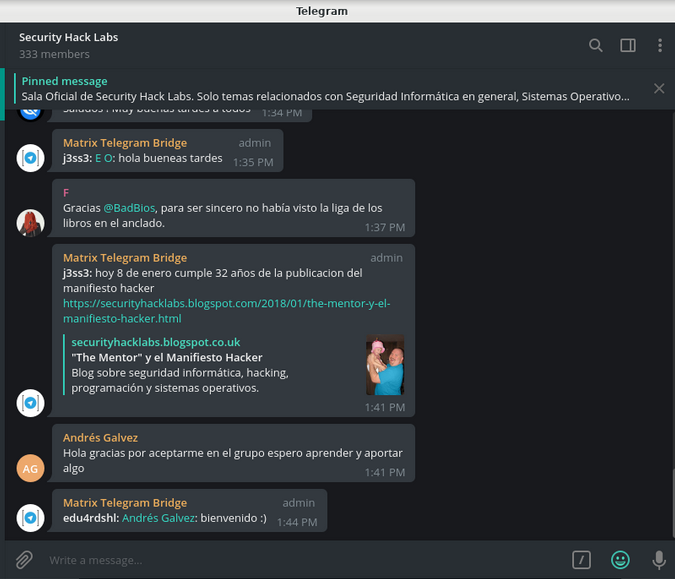 Telegram
Security Hack Labs
333 members
Pinned message
Sala Oficial de Security Hack Labs. Solo temas relacionados con Seguridad Informática en general, Sistemas Operativo...
Saludos ! Muy buenas tardes a todos 1:34 PM
Matrix Telegram Bridge admin
j3ss3: E O: hola bueneas tardes 1:35 PM
F
Gracias @BadBios, para ser sincero no había visto la liga de los
libros en el anclado.
1:37 PM
Matrix Telegram Bridge admin
j3ss3: hoy 8 de enero cumple 32 años de la publicacion del
manifiesto hacker
https://securityhacklabs.blogspot.com/2018/01/the-mentor-y-el-
manifiesto-hacker.html
securityhacklabs.blogspot.co.uk
"The Mentor" y el Manifiesto Hacker
Blog sobre seguridad informática, hacking,
programación y sistemas operativos.
1:41 PM
Andrés Galvez
Hola gracias por aceptarme en el grupo espero aprender y aportar
algo
1:41 PM
AG
Matrix Telegram Bridge admin
edu4rdshl: Andrés Galvez: bienvenido :) 1:44 PM
Write a message...